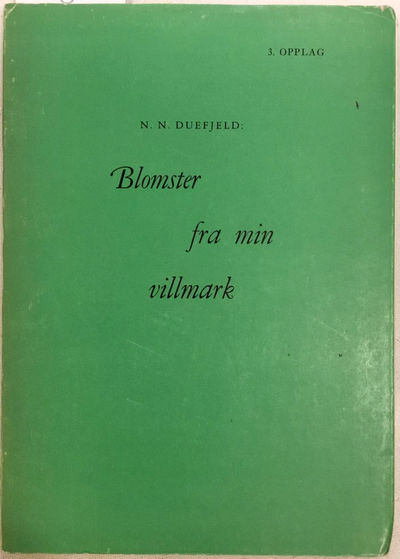 3. OPPLAG
N. N. DUEFJELD:
Blomster
fra min
villmark